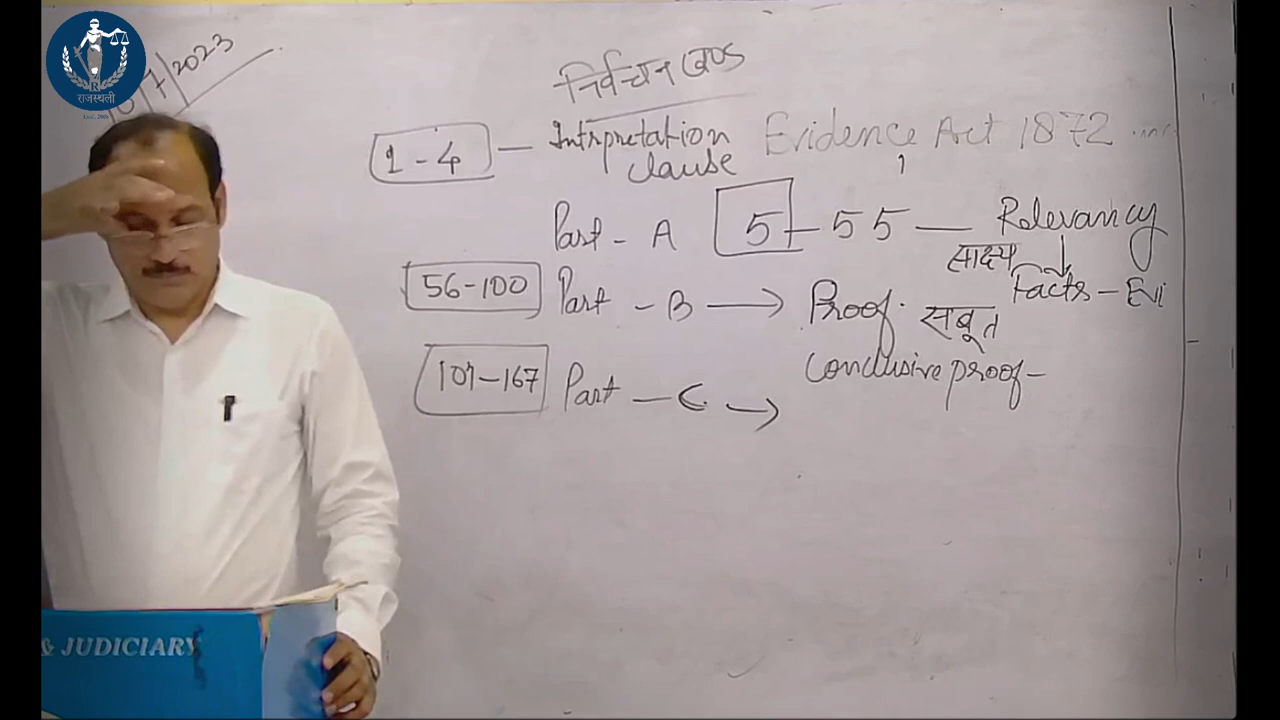 राजस्थली
/7/2023
निर्वचन खण्ड
1-4 — Intrpretation Evidence Act 1872
clause
Part - A 5 - 55 — Relevancy
साक्ष्य Facts - Evi
56-100 Part - B → Proof. सबूत
101-167 Part - C → Conclusive proof -
& JUDICIARY